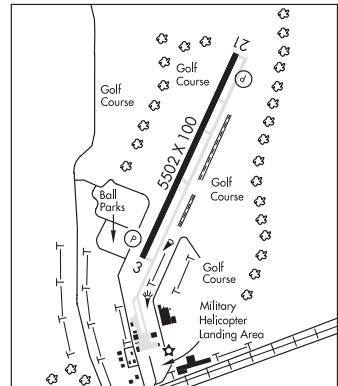 21
Golf
Course
P
Golf
Course
5502 X 100
Golf
Course
Ball
Parks
P
3
Golf
Course
Military
Helicopter
Landing Area